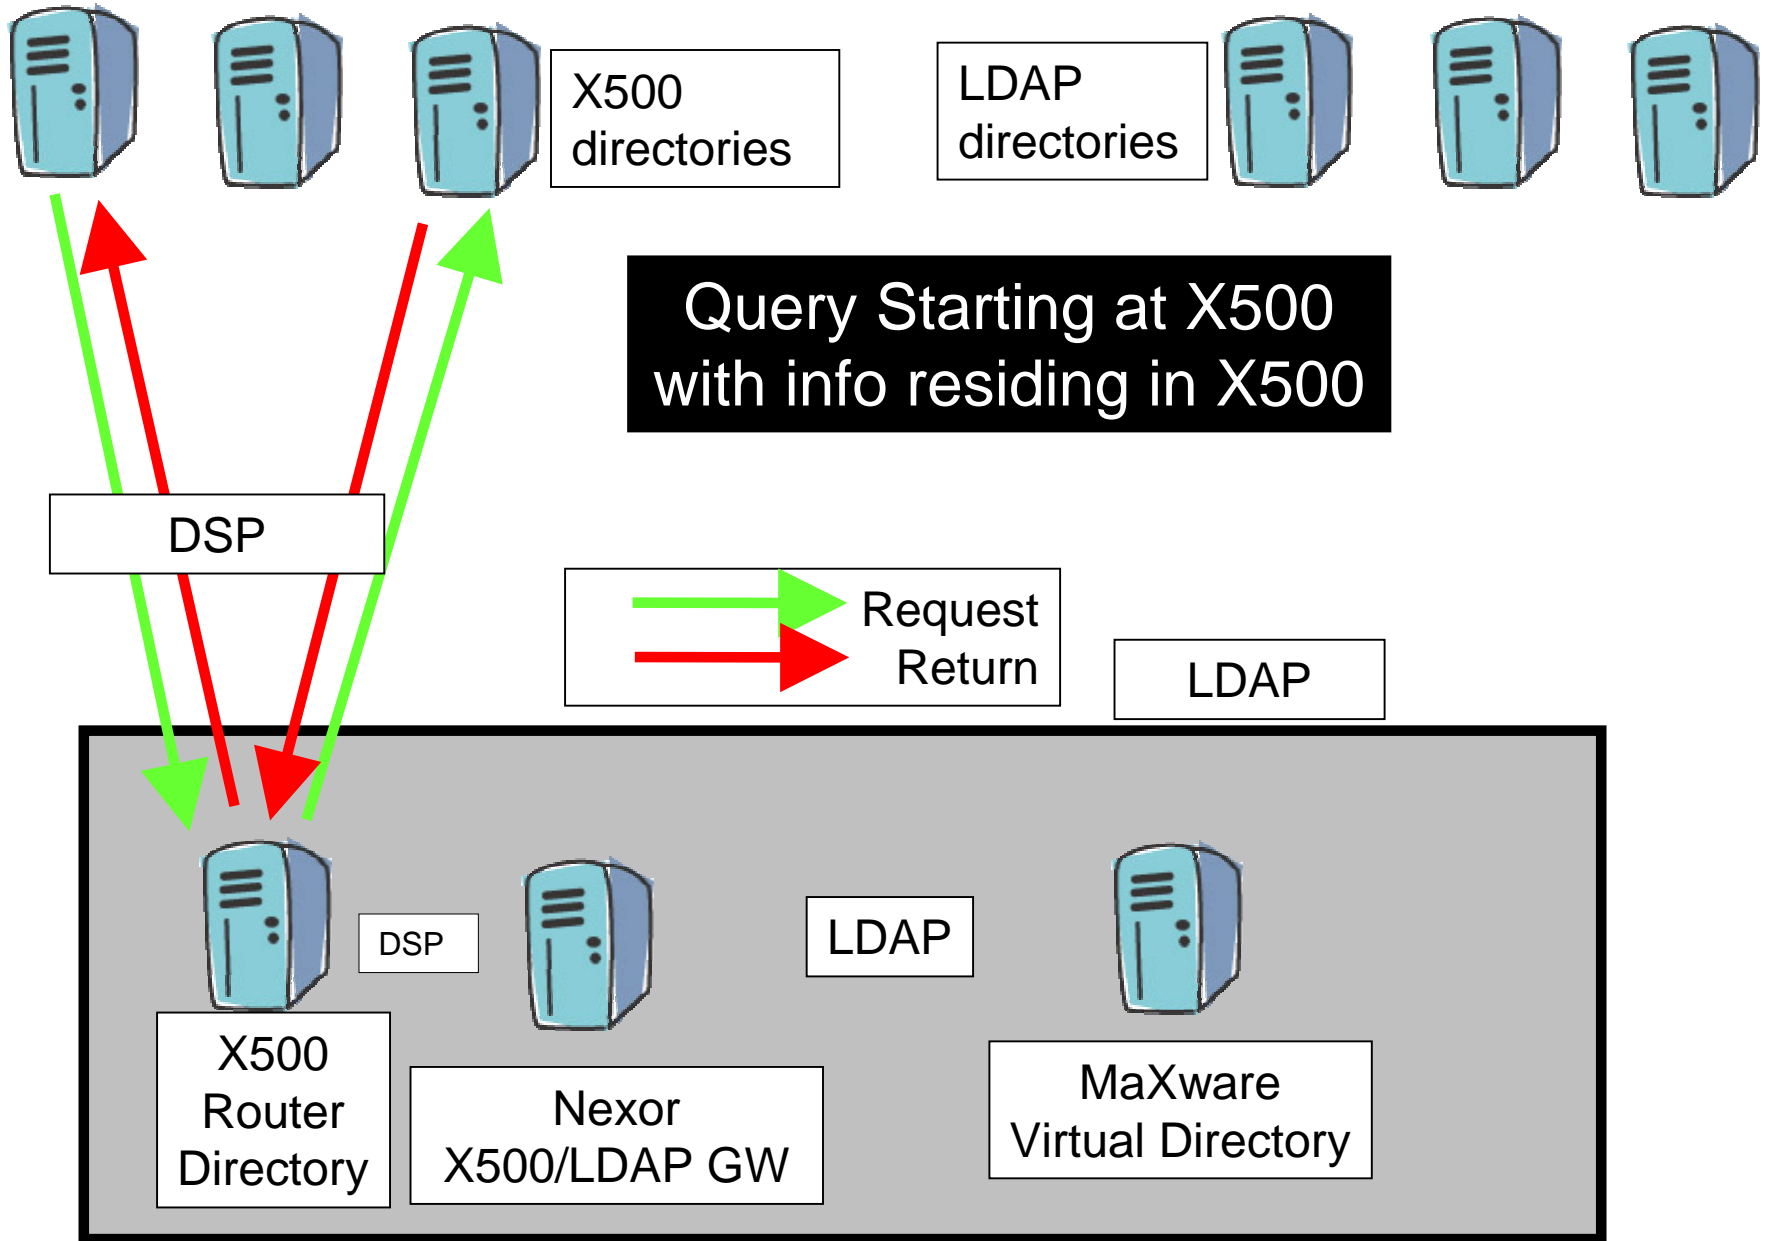 X500
directories
LDAP
directories
Query Starting at X500
with info residing in X500
DSP
Request
Return
LDAP
DSP
LDAP
X500
Router
Directory
Nexor
X500/LDAP GW
MaXware
Virtual Directory